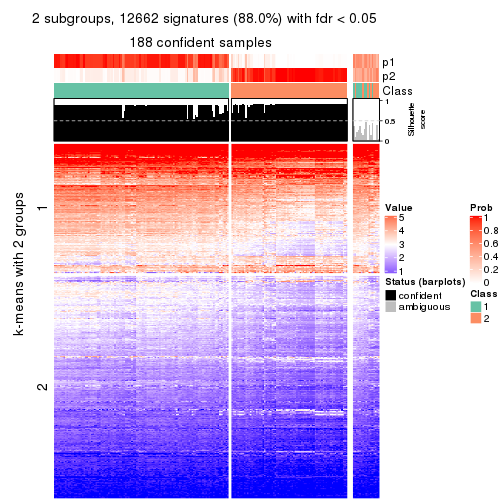 2 subgroups, 12662 signatures (88.0%) with fdr < 0.05
188 confident samples
p1
p2
Class
1
0.5
0
Silhouette
score
k-means with 2 groups
1
2
Value
5
4
3
2
1
Status (barplots)
confident
ambiguous
Prob
1
0.8
0.6
0.4
0.2
0
Class
1
2